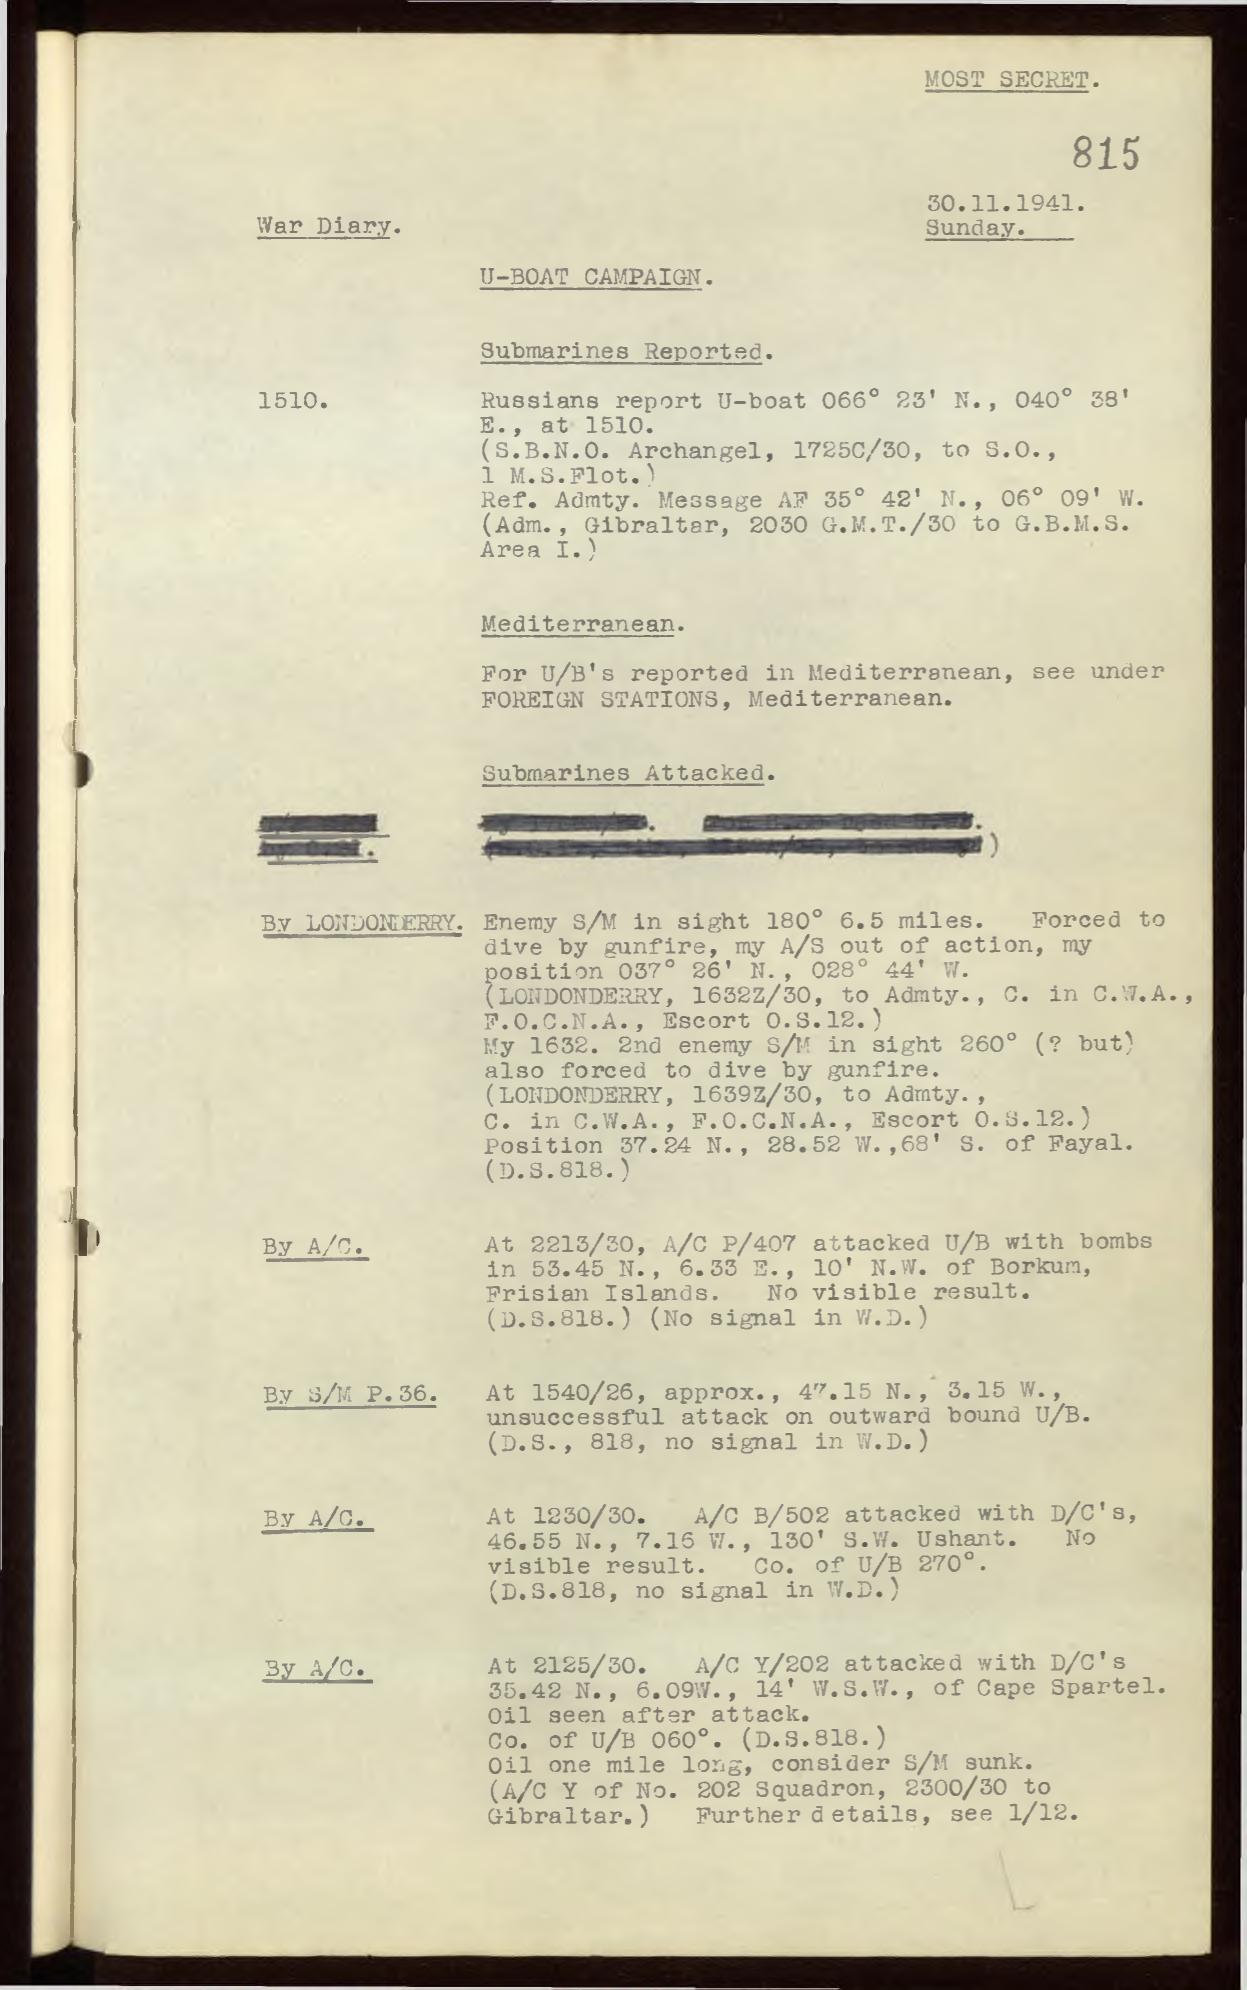 MOST SECRET.
815
30.11.1941.
War Diary.
Sunday.
U-BOAT CAMPAIGN.
Submarines Reported.
1510.
Russians report U-boat 066° 23' N., 040° 38'
E., at 1510.
(S.B.N.O. Archangel, 1725C/30, to S.O.,
1 M.S.Flot.)
Ref. Admty. Message AF 35° 42' N., 06° 09' W.
(Adm., Gibraltar, 2030 G.M.T./30 to G.B.M.S.
Area I.)
Mediterranean.
For U/B's reported in Mediterranean, see under
FOREIGN STATIONS, Mediterranean.
Submarines Attacked.
By LONDONDERRY.
Enemy S/M in sight 180° 6.5 miles. Forced to
dive by gunfire, my A/S out of action, my
position 037° 26' N., 028° 44' W.
(LONDONDERRY, 1632Z/30, to Admty., C. in C.W.A.,
F.O.C.N.A., Escort O.S.12.)
My 1632. 2nd enemy S/M in sight 260° (? but)
also forced to dive by gunfire.
(LONDONDERRY, 1639Z/30, to Admty.,
C. in C.W.A., F.O.C.N.A., Escort O.S.12.)
Position 37.24 N., 28.52 W.,68' S. of Fayal.
(D.S.818.)
By A/C.
At 2213/30, A/C P/407 attacked U/B with bombs
in 53.45 N., 6.33 E., 10' N.W. of Borkum,
Frisian Islands. No visible result.
(D.S.818.) (No signal in W.D.)
By S/M P.36.
At 1540/26, approx., 47.15 N., 3.15 W.,
unsuccessful attack on outward bound U/B.
(D.S., 818, no signal in W.D.)
By A/C.
At 1230/30. A/C B/502 attacked with D/C's,
46.55 N., 7.16 W., 130' S.W. Ushant. No
visible result. Co. of U/B 270°.
(D.S.818, no signal in W.D.)
By A/C.
At 2125/30. A/C Y/202 attacked with D/C's
35.42 N., 6.09W., 14' W.S.W., of Cape Spartel.
Oil seen after attack.
Co. of U/B 060°. (D.S.818.)
Oil one mile long, consider S/M sunk.
(A/C Y of No. 202 Squadron, 2300/30 to
Gibraltar.) Further details, see 1/12.